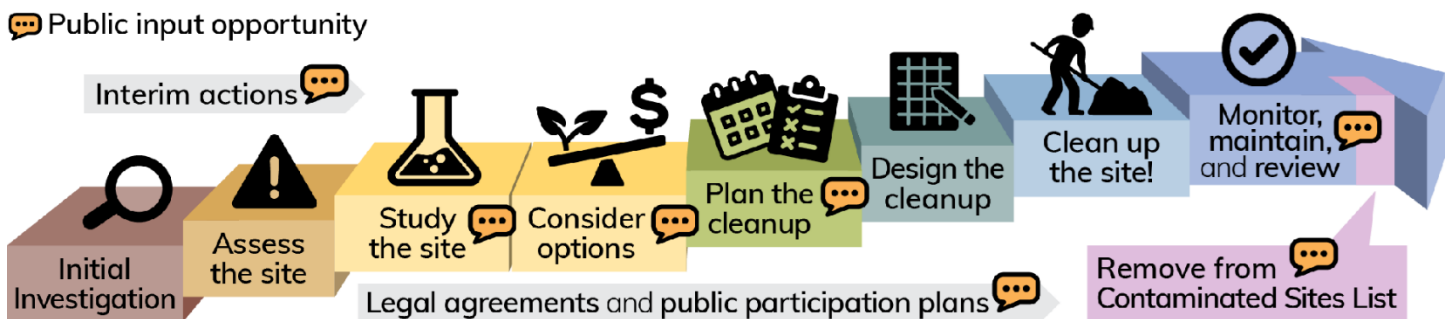 Public input opportunity
Interim actions
Initial
Investigation
Assess
the site
Study
the site
Consider
options
Plan the
cleanup
Design the
cleanup
Clean up
the site!
Monitor,
maintain,
and review
Legal agreements and public participation plans
Remove from
Contaminated Sites List